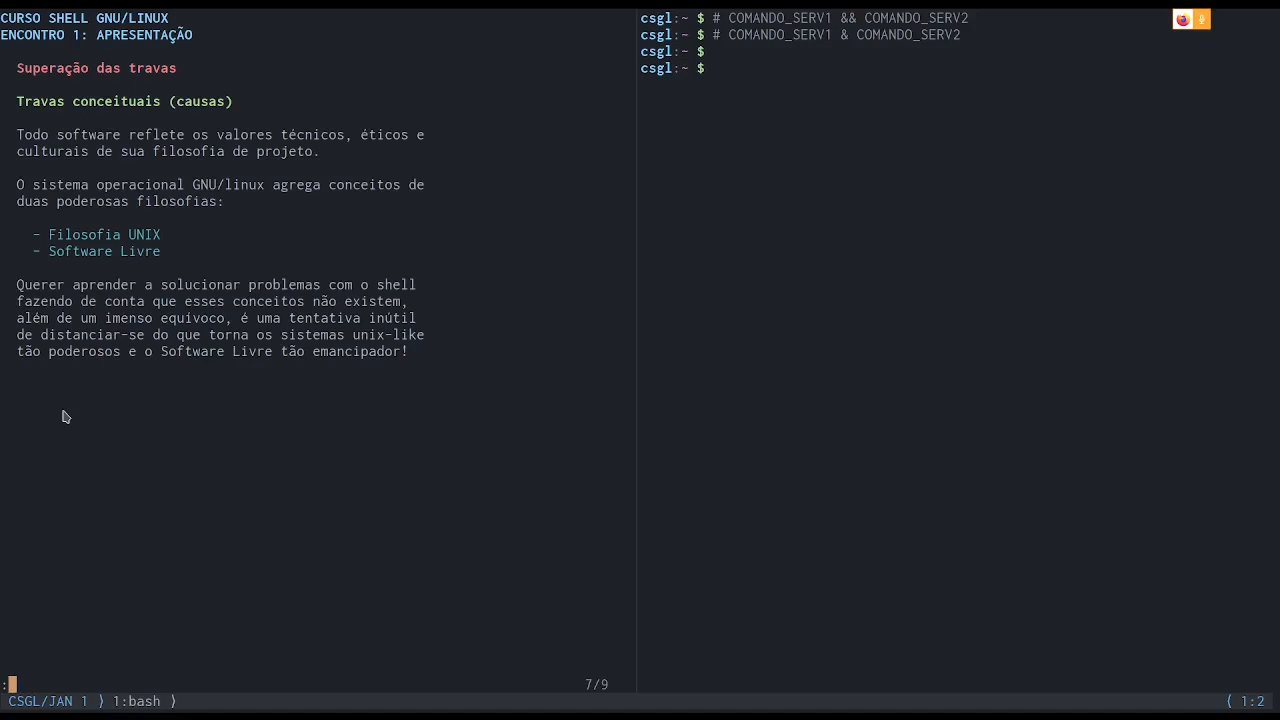 CURSO SHELL GNU/LINUX
ENCONTRO 1: APRESENTAÇÃO
Superação das travas
Travas conceituais (causas)
Todo software reflete os valores técnicos, éticos e
culturais de sua filosofia de projeto.
O sistema operacional GNU/linux agrega conceitos de
duas poderosas filosofias:
- Filosofia UNIX
- Software Livre
Querer aprender a solucionar problemas com o shell
fazendo de conta que esses conceitos não existem,
além de um imenso equívoco, é uma tentativa inútil
de distanciar-se do que torna os sistemas unix-like
tão poderosos e o Software Livre tão emancipador!
:
7/9
csgl:~ $ # COMANDO_SERV1 && COMANDO_SERV2
csgl:~ $ # COMANDO_SERV1 & COMANDO_SERV2
csgl:~ $
csgl:~ $
CSGL/JAN 1 ⟩ 1:bash ⟩
⟨ 1:2